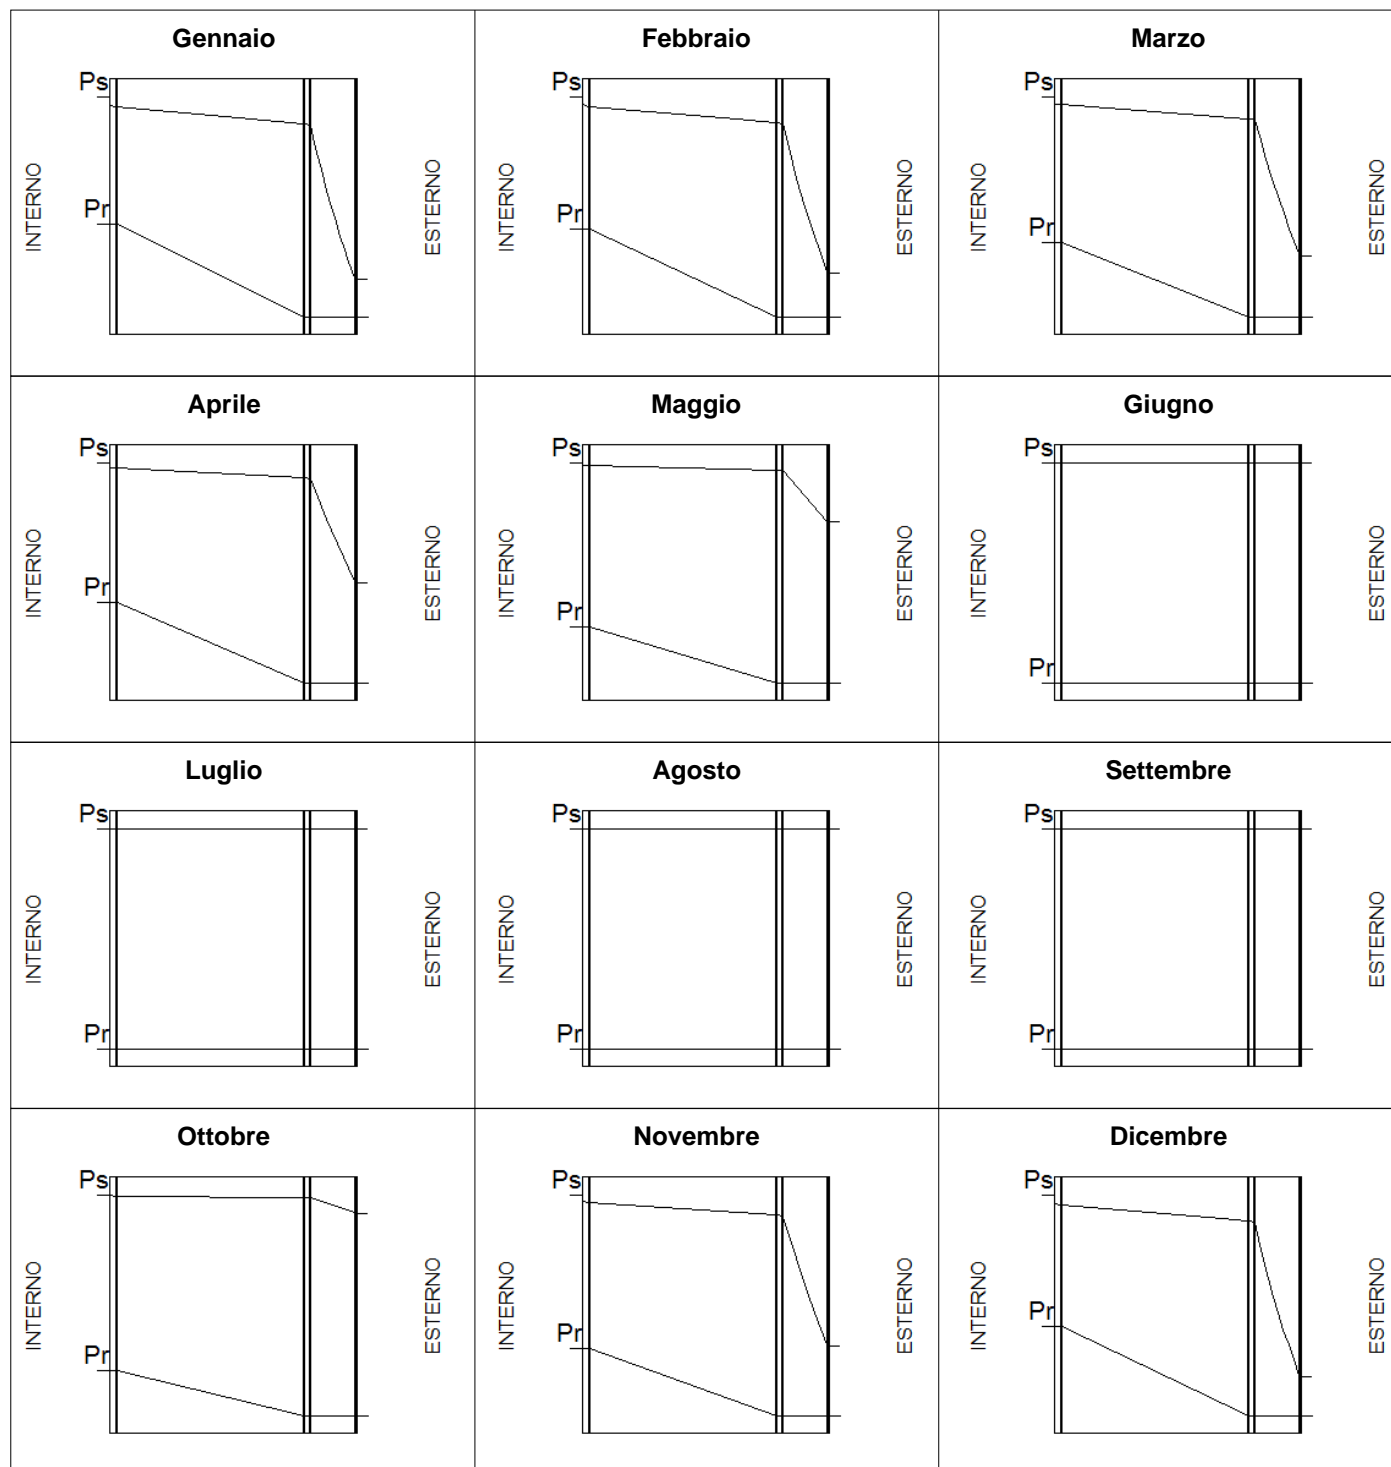 Gennaio
Ps
Pr
INTERNO
ESTERNO
Febbraio
Ps
Pr
INTERNO
ESTERNO
Marzo
Ps
Pr
INTERNO
ESTERNO
Aprile
Ps
Pr
INTERNO
ESTERNO
Maggio
Ps
Pr
INTERNO
ESTERNO
Giugno
Ps
Pr
INTERNO
ESTERNO
Luglio
Ps
Pr
INTERNO
ESTERNO
Agosto
Ps
Pr
INTERNO
ESTERNO
Settembre
Ps
Pr
INTERNO
ESTERNO
Ottobre
Ps
Pr
INTERNO
ESTERNO
Novembre
Ps
Pr
INTERNO
ESTERNO
Dicembre
Ps
Pr
INTERNO
ESTERNO